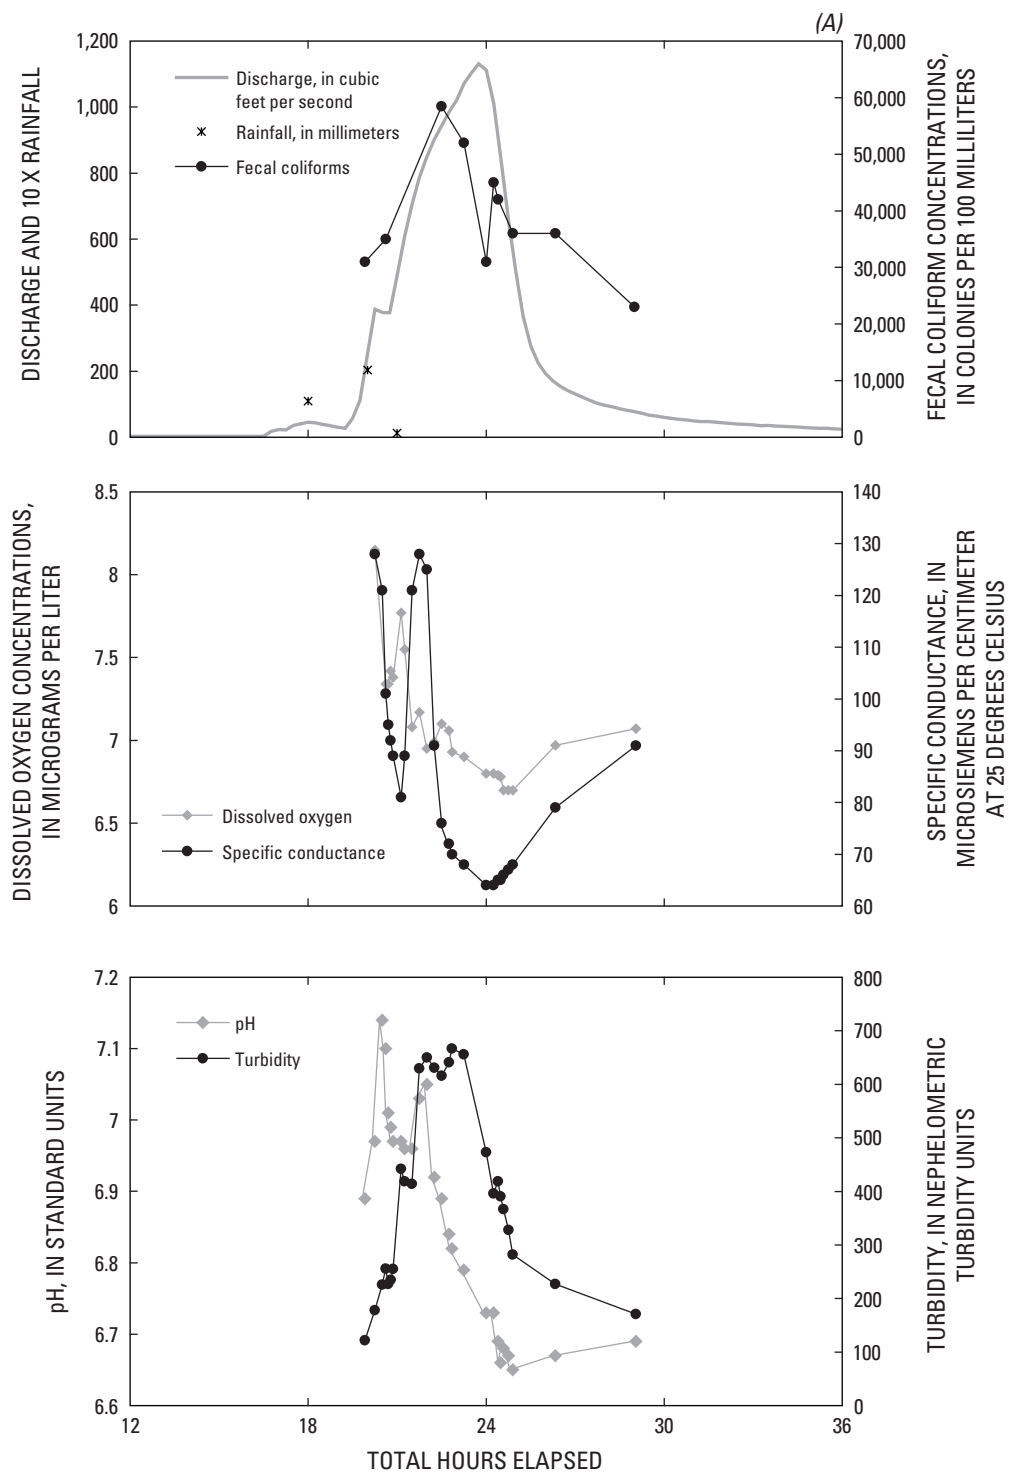 (A)
1,200
1,000
800
600
400
200
0
DISCHARGE AND 10 X RAINFALL
Discharge, in cubic
feet per second
Rainfall, in millimeters
Fecal coliforms
70,000
60,000
50,000
40,000
30,000
20,000
10,000
0
FECAL COLIFORM CONCENTRATIONS,
IN COLONIES PER 100 MILLILITERS
8.5
8
7.5
7
6.5
6
DISSOLVED OXYGEN CONCENTRATIONS,
IN MICROGRAMS PER LITER
Dissolved oxygen
Specific conductance
140
130
120
110
100
90
80
70
60
SPECIFIC CONDUCTANCE, IN
MICROSIEMENS PER CENTIMETER
AT 25 DEGREES CELSIUS
7.2
7.1
7
6.9
6.8
6.7
6.6
pH, IN STANDARD UNITS
pH
Turbidity
800
700
600
500
400
300
200
100
0
TURBIDITY, IN NEPHELOMETRIC
TURBIDITY UNITS
12 18 24 30 36
TOTAL HOURS ELAPSED